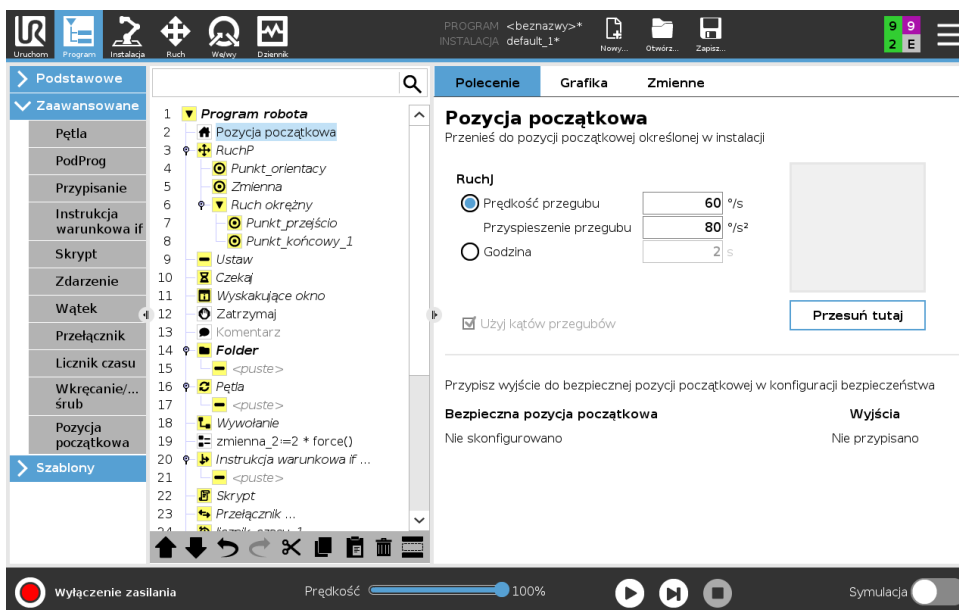 PROGRAM <beznazwy>*
INSTALACJA default_1*
Uruchom Program Instalacja Ruch We/wy Dziennik
Nowy... Otwórz... Zapisz...
9 9
2 E
Podstawowe
Zaawansowane
Pętla
PodProg
Przypisanie
Instrukcja
warunkowa if
Skrypt
Zdarzenie
Wątek
Przełącznik
Licznik czasu
Wkręcanie/...
śrub
Pozycja
początkowa
Szablony
1 Program robota
2 Pozycja początkowa
3 RuchP
4 Punkt_orientacy
5 Zmienna
6 Ruch okrężny
7 Punkt_przejścio
8 Punkt_końcowy_1
9 Ustaw
10 Czekaj
11 Wyskakujące okno
12 Zatrzymaj
13 Komentarz
14 Folder
15 <puste>
16 Pętla
17 <puste>
18 Wywołanie
19 zmienna_2≔2 * force()
20 Instrukcja warunkowa if ...
21 <puste>
22 Skrypt
23 Przełącznik ...
24 licznik_czasu_1
Polecenie Grafika Zmienne
Pozycja początkowa
Przenieś do pozycji początkowej określonej w instalacji
RuchJ
Prędkość przegubu 60 °/s
Przyspieszenie przegubu 80 °/s²
Godzina 2 s
Użyj kątów przegubów
Przesuń tutaj
Przypisz wyjście do bezpiecznej pozycji początkowej w konfiguracji bezpieczeństwa
Bezpieczna pozycja początkowa Wyjścia
Nie skonfigurowano Nie przypisano
Wyłączenie zasilania
Prędkość 100%
Symulacja